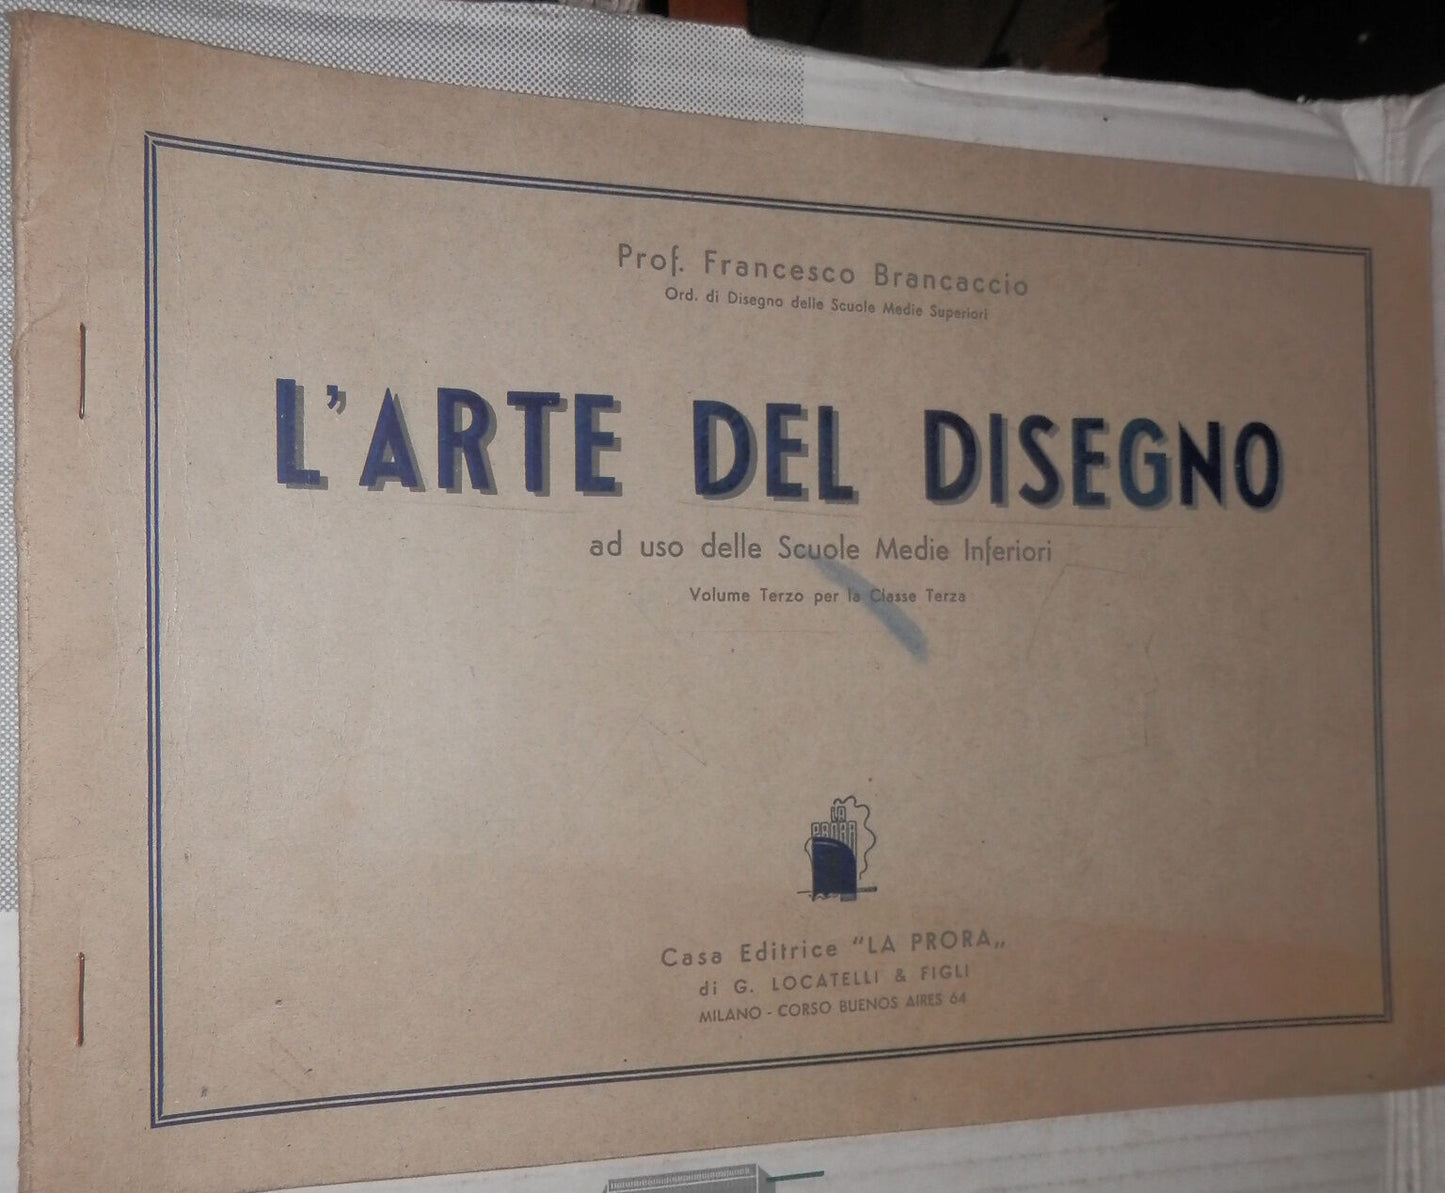 Prof. Francesco Brancaccio
Ord. di Disegno delle Scuole Medie Superiori
L'ARTE DEL DISEGNO
ad uso delle Scuole Medie Inferiori
Volume Terzo per la Classe Terza
LA
PRORA
Casa Editrice "LA PRORA„
di G. LOCATELLI & FIGLI
MILANO - CORSO BUENOS AIRES 64